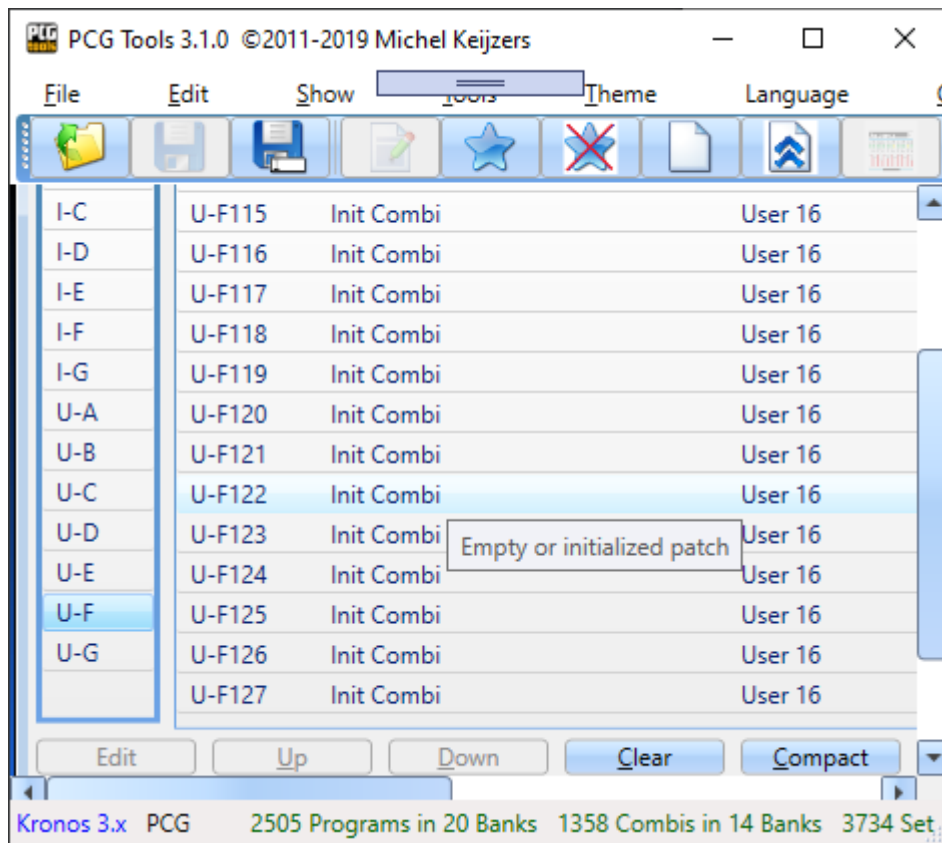 PCG Tools 3.1.0 ©2011-2019 Michel Keijzers
File Edit Show Tools Theme Language
I-C U-F115 Init Combi User 16
I-D U-F116 Init Combi User 16
I-E U-F117 Init Combi User 16
I-F U-F118 Init Combi User 16
I-G U-F119 Init Combi User 16
U-A U-F120 Init Combi User 16
U-B U-F121 Init Combi User 16
U-C U-F122 Init Combi User 16
U-D U-F123 Init Combi User 16
Empty or initialized patch
U-E U-F124 Init Combi User 16
U-F U-F125 Init Combi User 16
U-G U-F126 Init Combi User 16
U-F127 Init Combi User 16
Edit Up Down Clear Compact
Kronos 3.x PCG 2505 Programs in 20 Banks 1358 Combis in 14 Banks 3734 Set